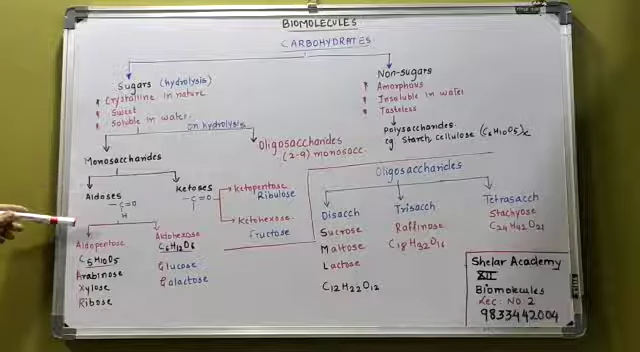 BIOMOLECULES
CARBOHYDRATES
Sugars (hydrolysis)
Crystalline in nature
Sweet
Soluble in water
on hydrolysis
Non-sugars
Amorphous
Insoluble in water
Tasteless
Polysaccharides
eg Starch, cellulose (C6H10O5)x
Monosaccharides
Oligosaccharides
(2-9) monosacc.
Aldoses
-C=O
H
Ketoses
-C=O
Ketopentose
Ribulose
Ketohexose
fructose
Aldopentose
C5H10O5
Arabinose
Xylose
Ribose
Aldohexose
C6H12O6
Glucose
Galactose
Oligosaccharides
Disacch
Sucrose
Maltose
Lactose
C12H22O12
Trisacch
Raffinose
C18H32O16
Tetrasacch
Stachyose
C24H42O21
Shelar Academy
XII
Biomolecules
Lec: NO 2
9833442004